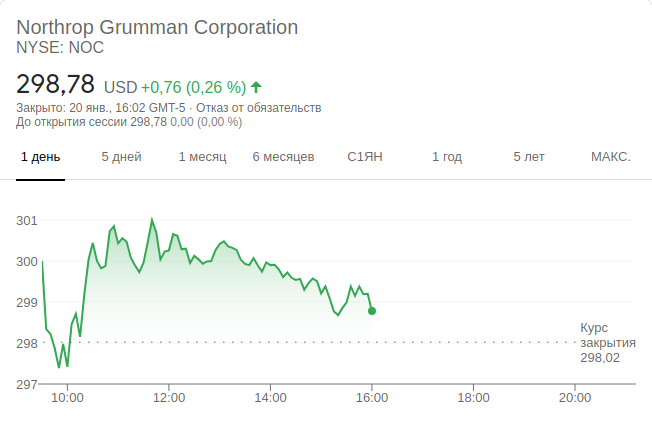 Northrop Grumman Corporation
NYSE: NOC
298,78 USD +0,76 (0,26 %)
Закрыто: 20 янв., 16:02 GMT-5 · Отказ от обязательств
До открытия сессии 298,78 0,00 (0,00 %)
1 день 5 дней 1 месяц 6 месяцев С1ЯН 1 год 5 лет МАКС.
301
300
299
298
297
Курс
закрытия
298,02
10:00 12:00 14:00 16:00 18:00 20:00